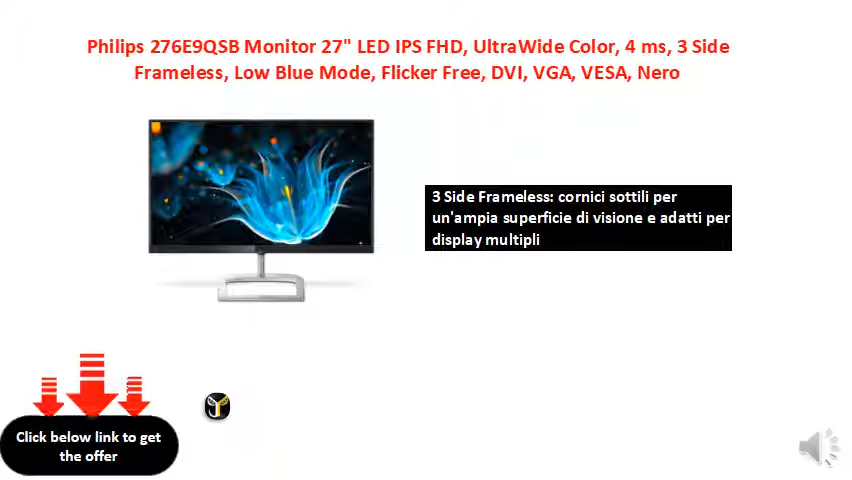 Philips 276E9QSB Monitor 27" LED IPS FHD, UltraWide Color, 4 ms, 3 Side
Frameless, Low Blue Mode, Flicker Free, DVI, VGA, VESA, Nero
3 Side Frameless: cornici sottili per
un'ampia superficie di visione e adatti per
display multipli
Click below link to get
the offer